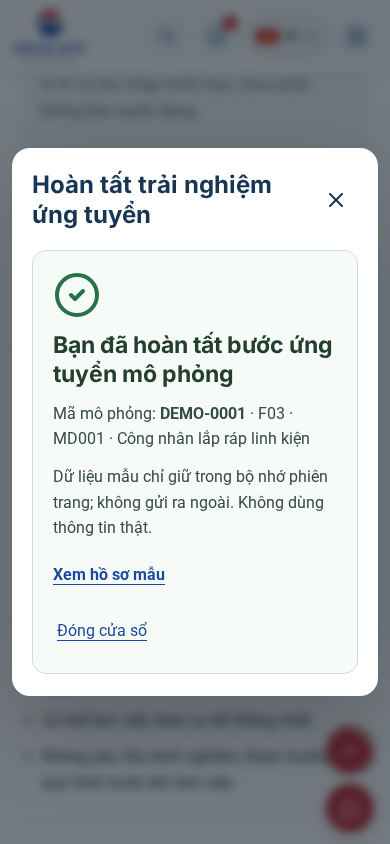 Hoàn tất trải nghiệm
ứng tuyển
Bạn đã hoàn tất bước ứng
tuyển mô phỏng
Mã mô phỏng: DEMO-0001 · F03 ·
MD001 · Công nhân lắp ráp linh kiện
Dữ liệu mẫu chỉ giữ trong bộ nhớ phiên
trang; không gửi ra ngoài. Không dùng
thông tin thật.
Xem hồ sơ mẫu
Đóng cửa sổ